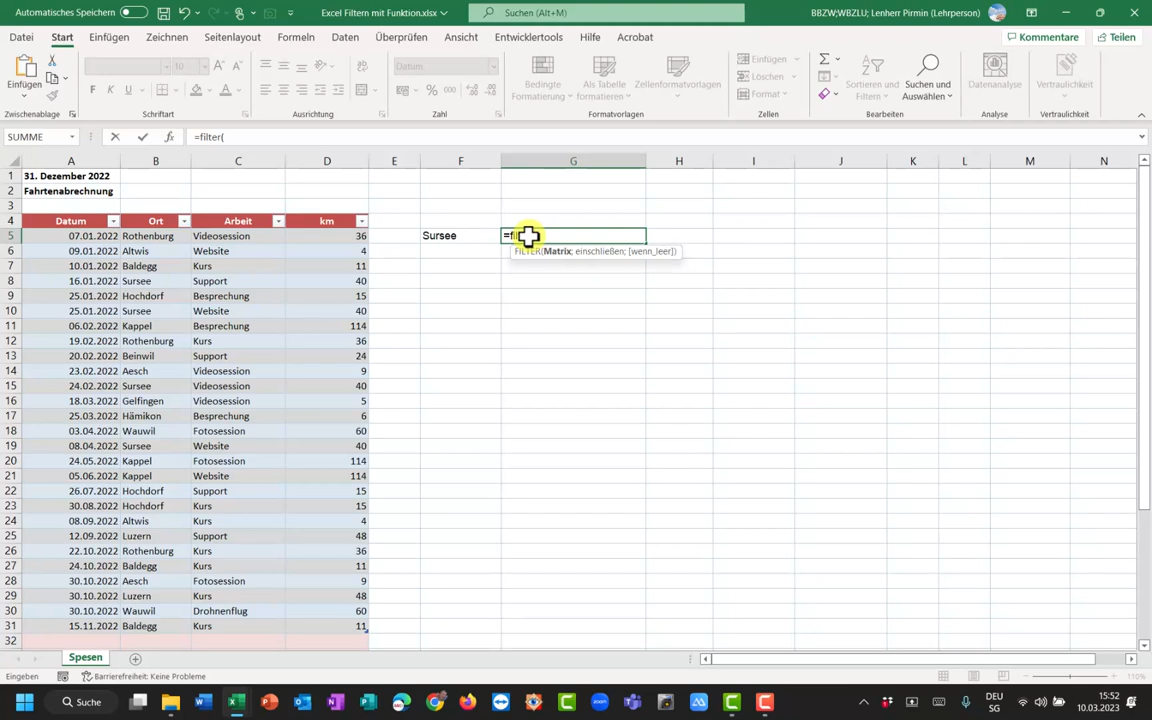 Automatisches Speichern
Excel Filtern mit Funktion.xlsx
Suchen (Alt+M)
BBZW;WBZLU; Lenherr Pirmin (Lehrperson)
Datei Start Einfügen Zeichnen Seitenlayout Formeln Daten Überprüfen Ansicht Entwicklertools Hilfe Acrobat
Kommentare Teilen
Einfügen
10
F K U
Datum
Bedingte Formatierung
Als Tabelle formatieren
Zellenformatvorlagen
Einfügen
Löschen
Format
Sortieren und Filtern
Suchen und Auswählen
Datenanalyse
Vertraulichkeit
Zwischenablage Schriftart Ausrichtung Zahl Formatvorlagen Zellen Bearbeiten Analyse Vertraulichkeit
SUMME =filter(
A B C D E F G H I J K L M N
1 31. Dezember 2022
2 Fahrtenabrechnung
3
4 Datum Ort Arbeit km
5 07.01.2022 Rothenburg Videosession 36 Sursee =fil
6 09.01.2022 Altwis Website 4 FILTER(Matrix; einschließen; [wenn_leer])
7 10.01.2022 Baldegg Kurs 11
8 16.01.2022 Sursee Support 40
9 25.01.2022 Hochdorf Besprechung 15
10 25.01.2022 Sursee Website 40
11 06.02.2022 Kappel Besprechung 114
12 19.02.2022 Rothenburg Kurs 36
13 20.02.2022 Beinwil Support 24
14 23.02.2022 Aesch Videosession 9
15 24.02.2022 Sursee Videosession 40
16 18.03.2022 Gelfingen Videosession 5
17 25.03.2022 Hämikon Besprechung 6
18 03.04.2022 Wauwil Fotosession 60
19 08.04.2022 Sursee Website 40
20 24.05.2022 Kappel Fotosession 114
21 05.06.2022 Kappel Website 114
22 26.07.2022 Hochdorf Support 15
23 30.08.2022 Hochdorf Kurs 15
24 08.09.2022 Altwis Kurs 4
25 12.09.2022 Luzern Support 48
26 22.10.2022 Rothenburg Kurs 36
27 24.10.2022 Baldegg Kurs 11
28 30.10.2022 Aesch Fotosession 9
29 30.10.2022 Luzern Kurs 48
30 30.10.2022 Wauwil Drohnenflug 60
31 15.11.2022 Baldegg Kurs 11
32
Spesen
Eingeben Barrierefreiheit: Keine Probleme 110%
Suche
DEU
SG
15:52
10.03.2023